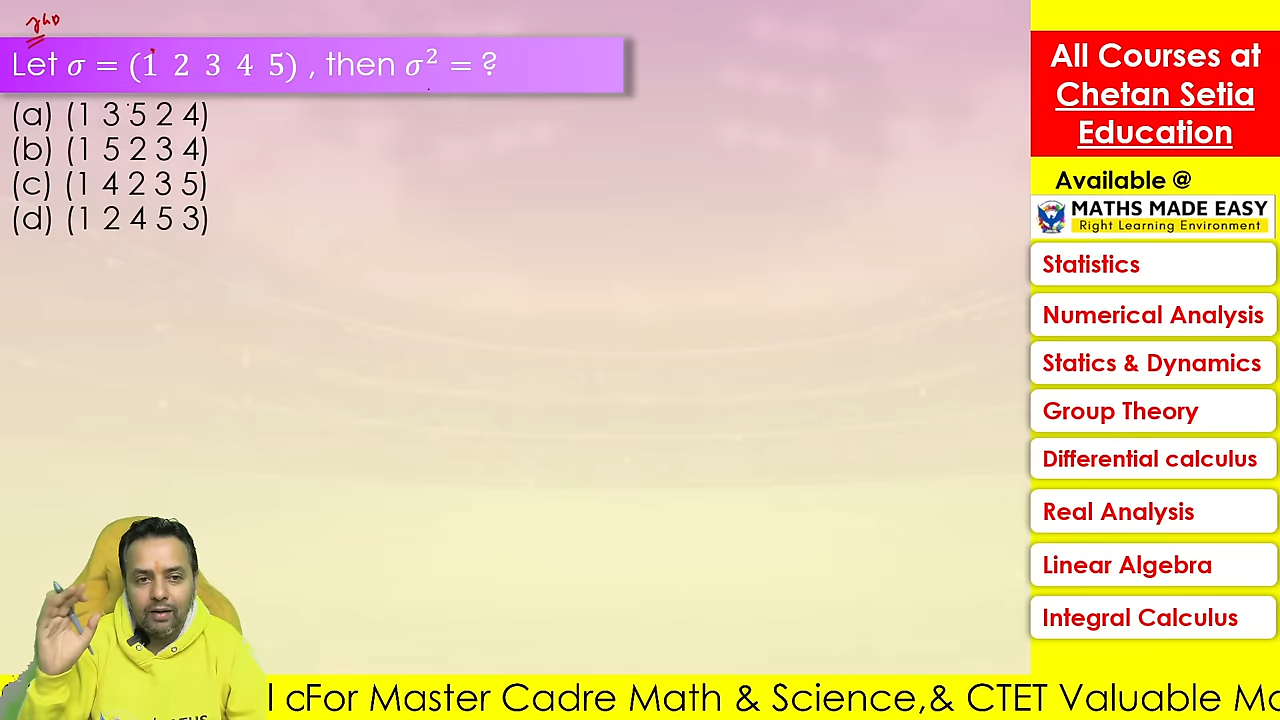 Let σ = (1 2 3 4 5) , then σ² = ?
(a) (1 3 5 2 4)
(b) (1 5 2 3 4)
(c) (1 4 2 3 5)
(d) (1 2 4 5 3)
All Courses at
Chetan Setia
Education
Available @
MATHS MADE EASY
Right Learning Environment
Statistics
Numerical Analysis
Statics & Dynamics
Group Theory
Differential calculus
Real Analysis
Linear Algebra
Integral Calculus
l cFor Master Cadre Math & Science,& CTET Valuable